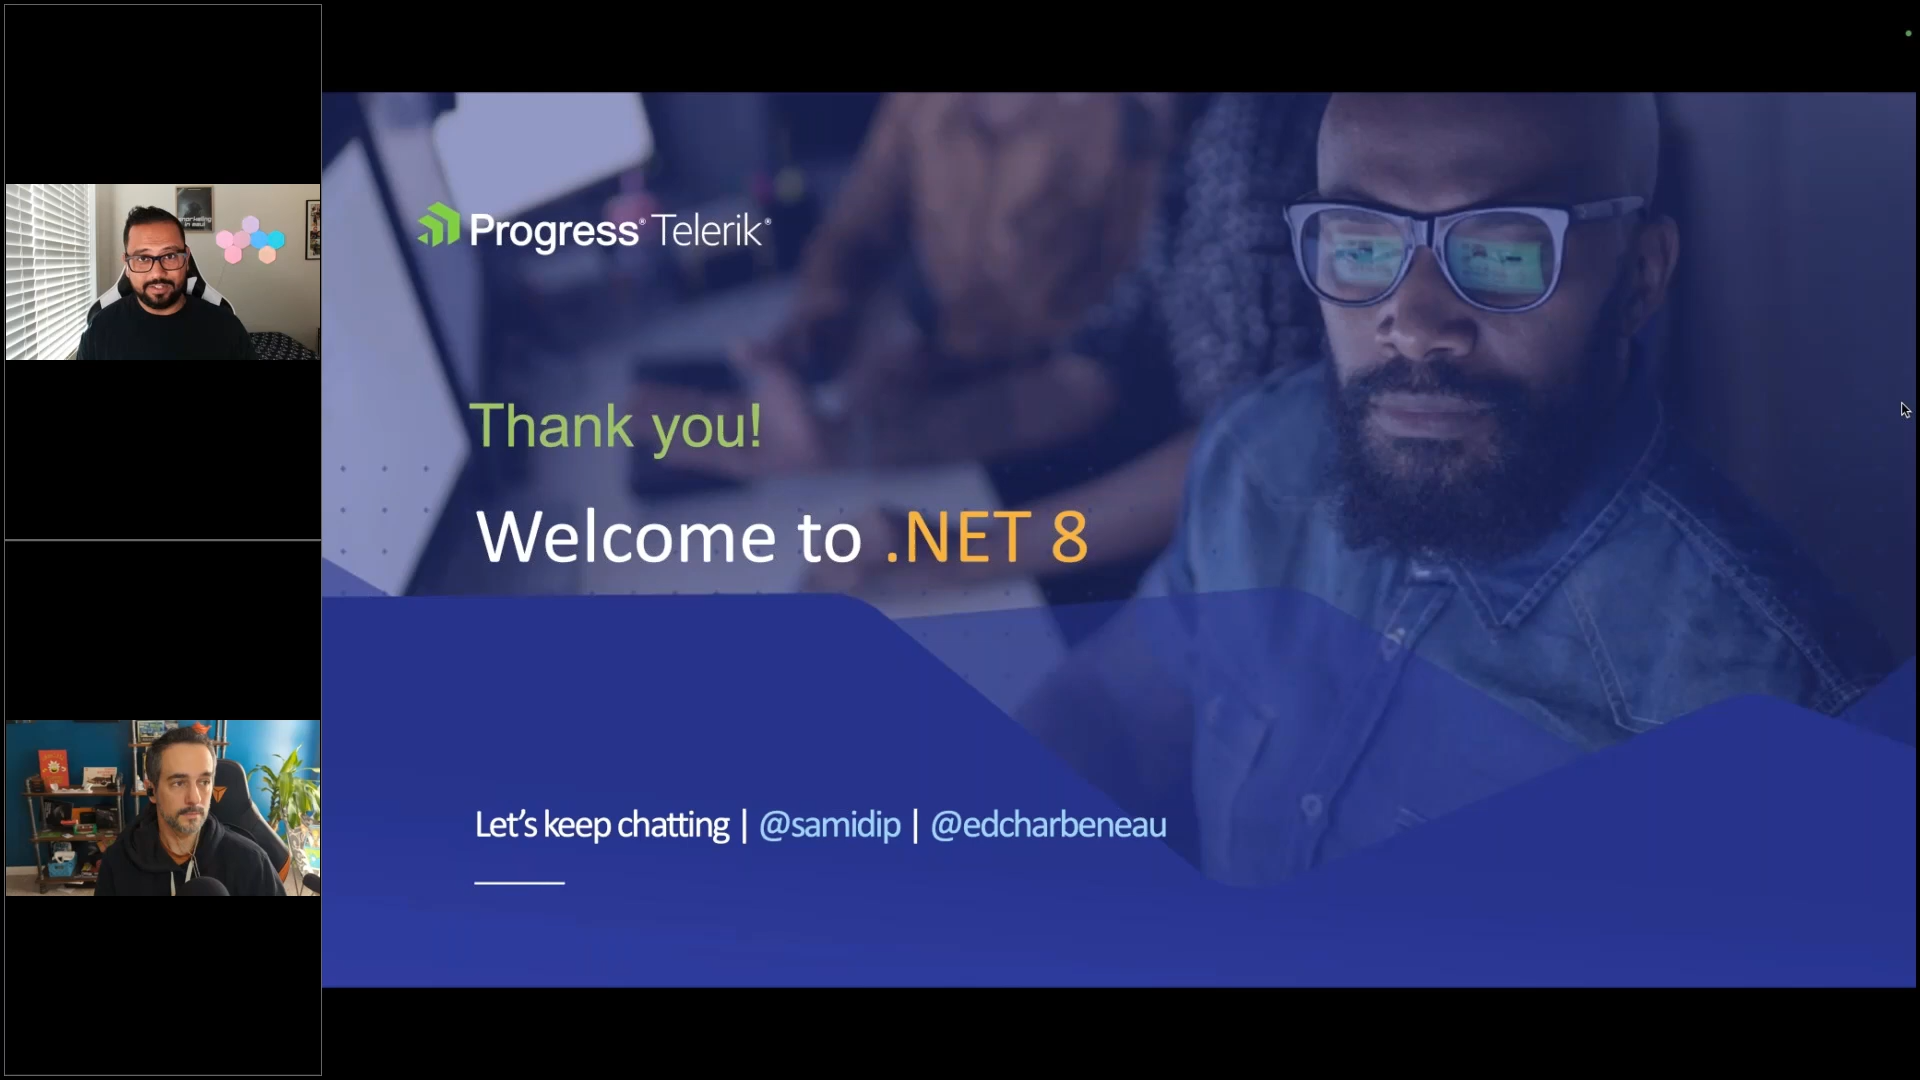 Progress® Telerik®
Thank you!
Welcome to .NET 8
Let's keep chatting | @samidip | @edcharbeneau